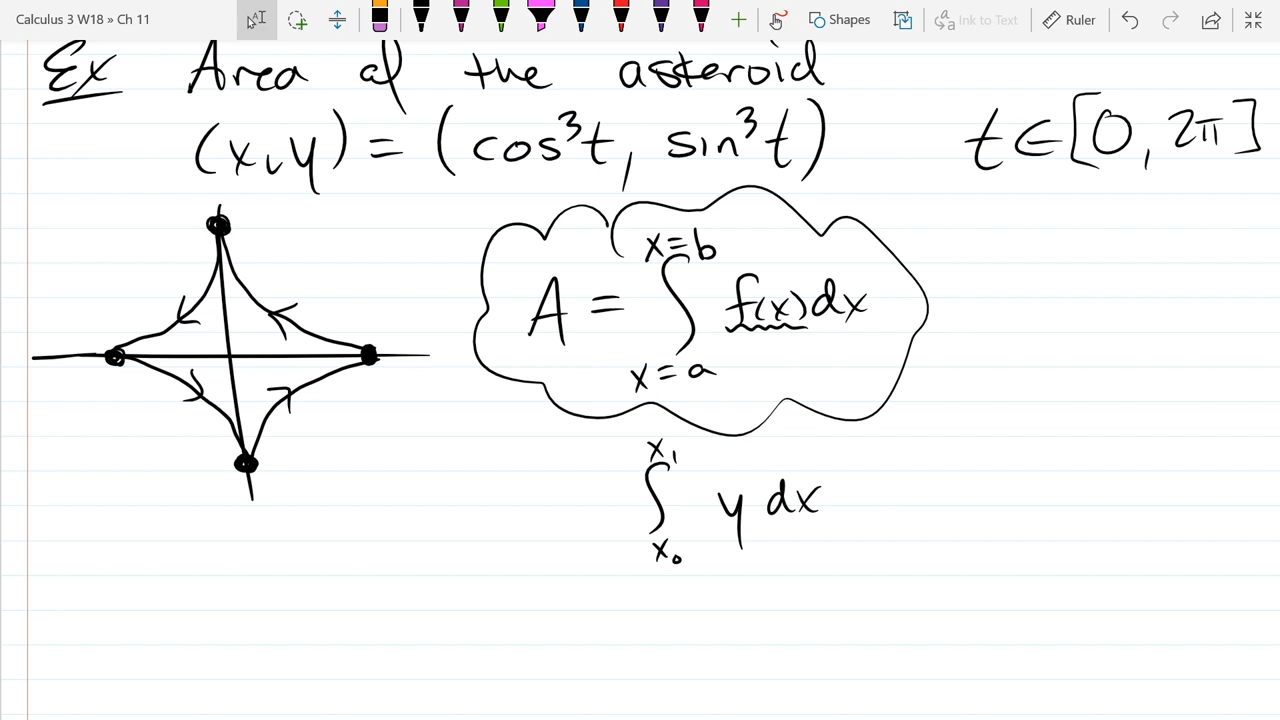 Calculus 3 W18 » Ch 11
Shapes
Ink to Text
Ruler
Ex Area of the asteroid
(x,y) = (cos³t, sin³t) t∈[0, 2π]
A = ∫_{x=a}^{x=b} f(x)dx
∫_{x₀}^{x₁} y dx